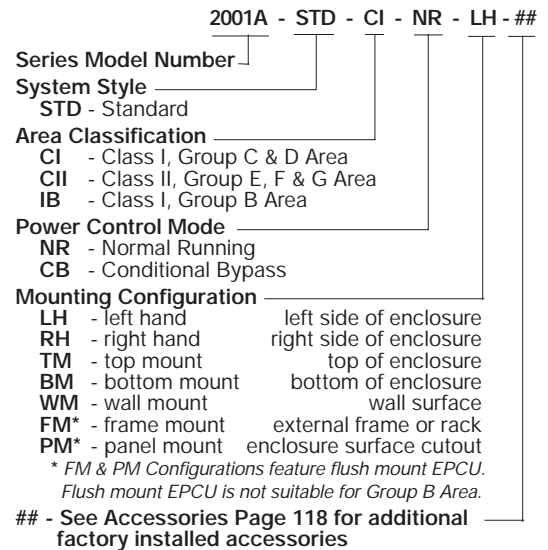 2001A - STD - CI - NR - LH - ##
Series Model Number
System Style
STD - Standard
Area Classification
CI - Class I, Group C & D Area
CII - Class II, Group E, F & G Area
IB - Class I, Group B Area
Power Control Mode
NR - Normal Running
CB - Conditional Bypass
Mounting Configuration
LH - left hand left side of enclosure
RH - right hand right side of enclosure
TM - top mount top of enclosure
BM - bottom mount bottom of enclosure
WM - wall mount wall surface
FM* - frame mount external frame or rack
PM* - panel mount enclosure surface cutout
* FM & PM Configurations feature flush mount EPCU.
Flush mount EPCU is not suitable for Group B Area.
## - See Accessories Page 118 for additional
factory installed accessories